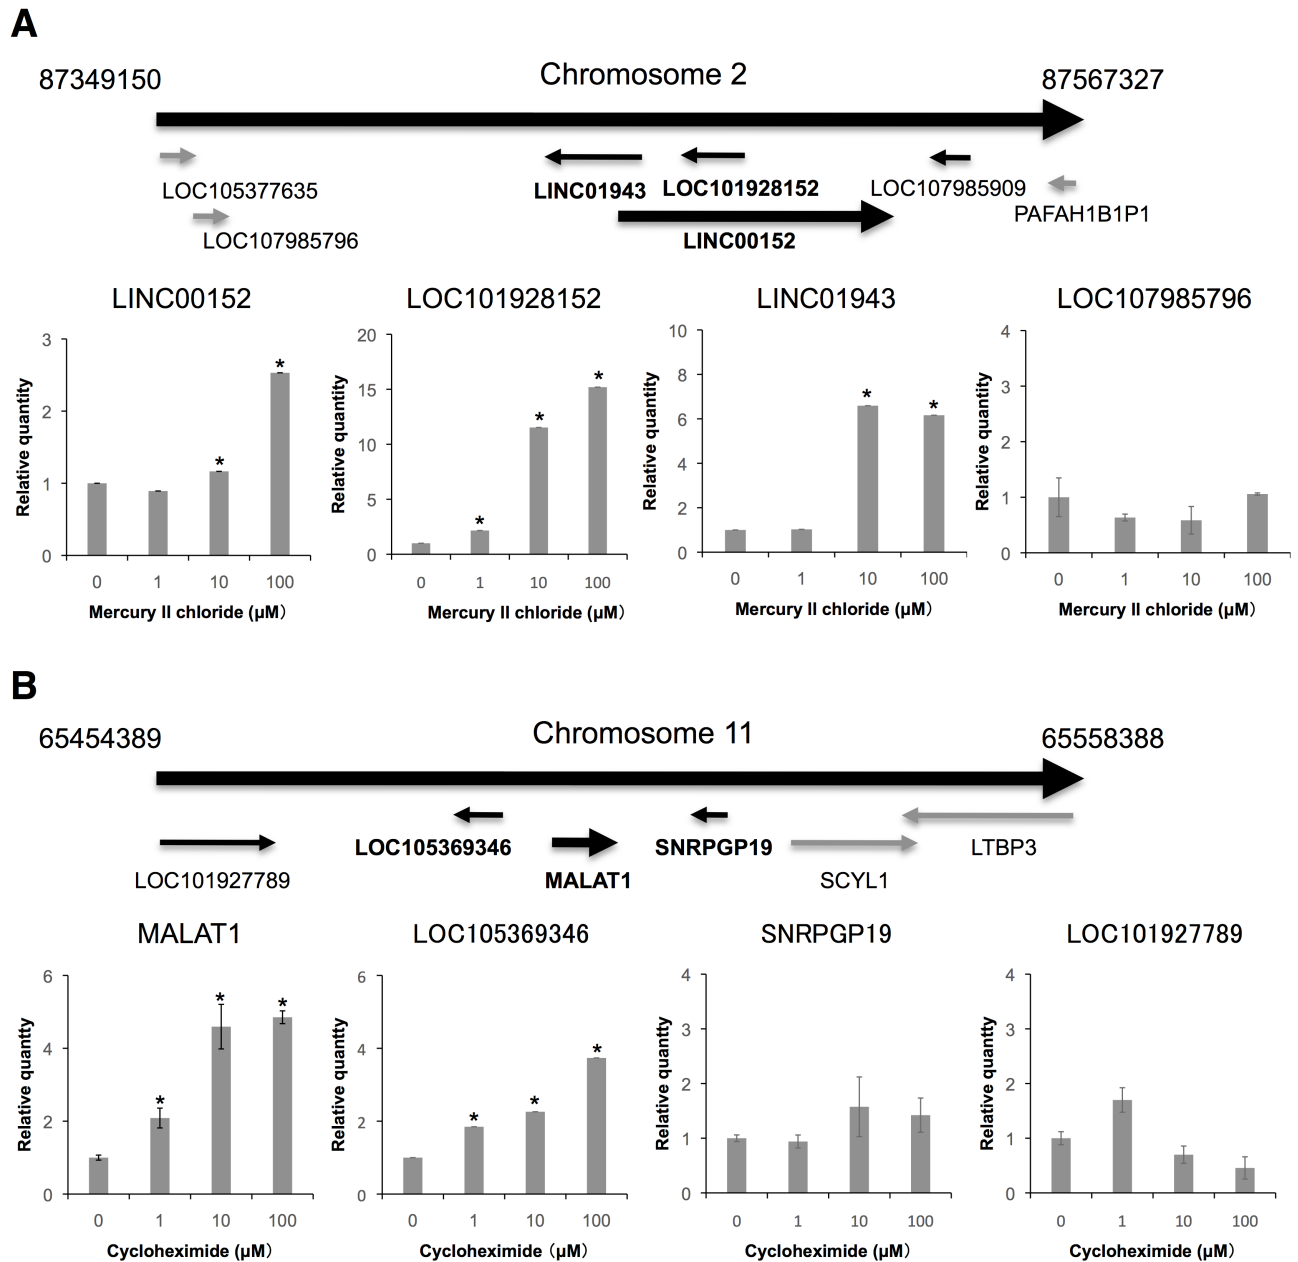 A
87349150
Chromosome 2
87567327
LOC105377635
LINC01943
LOC101928152
LOC107985909
PAFAH1B1P1
LOC107985796
LINC00152
LINC00152
LOC101928152
LINC01943
LOC107985796
Relative quantity
3
2
1
0
*
*
0 1 10 100
Mercury II chloride (μM)
Relative quantity
20
15
10
5
0
*
*
*
0 1 10 100
Mercury II chloride (μM)
Relative quantity
10
8
6
4
2
0
*
*
0 1 10 100
Mercury II chloride (μM)
Relative quantity
4
3
2
1
0
0 1 10 100
Mercury II chloride (μM)
B
65454389
Chromosome 11
65558388
LOC105369346
SNRPGP19
LTBP3
LOC101927789
MALAT1
SCYL1
MALAT1
LOC105369346
SNRPGP19
LOC101927789
Relative quantty
6
4
2
0
*
*
*
0 1 10 100
Cycloheximide (μM)
Relative quantty
6
4
2
0
*
*
*
0 1 10 100
Cycloheximide (μM)
Relative quantty
4
3
2
1
0
0 1 10 100
Cycloheximide (μM)
Relative quantty
4
3
2
1
0
0 1 10 100
Cycloheximide (μM)